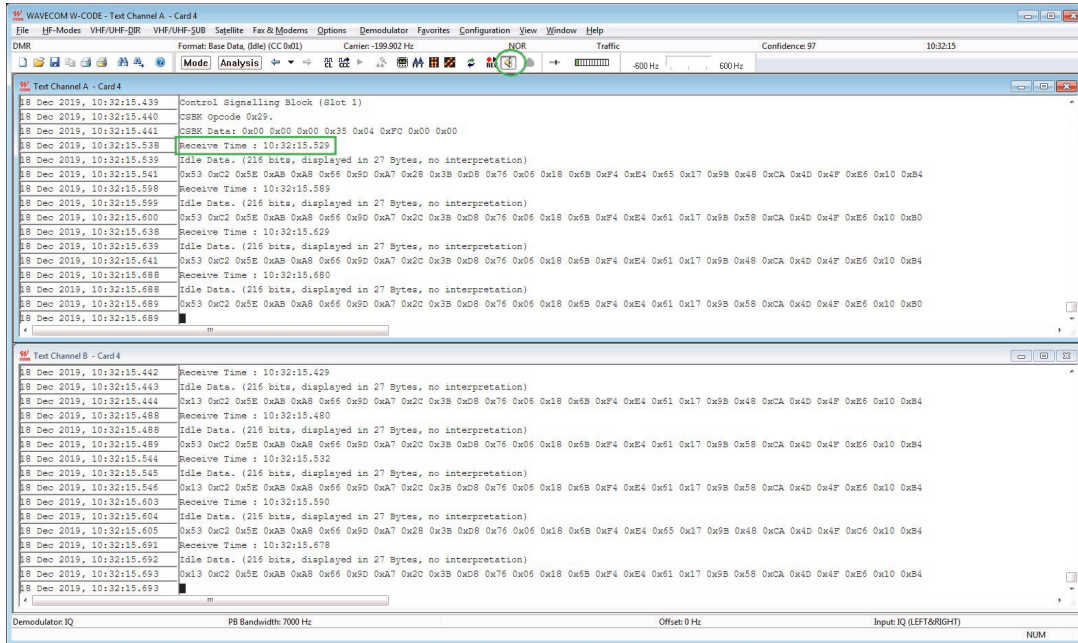 WAVECOM W-CODE - Text Channel A - Card 4
File HF-Modes VHF/UHF-DIR VHF/UHF-SUB Satellite Fax & Modems Options Demodulator Favorites Configuration View Window Help
DMR Format: Base Data, (Idle) (CC 0x01) Carrier: -199.902 Hz NOR Traffic Confidence: 97 10:32:15
Mode Analysis -600 Hz 600 Hz
Text Channel A - Card 4
18 Dec 2019, 10:32:15.439 Control Signalling Block (Slot 1)
18 Dec 2019, 10:32:15.440 CSBK Opcode 0x29.
18 Dec 2019, 10:32:15.441 CSBK Data: 0x00 0x00 0x00 0x35 0x04 0xFC 0x00 0x00
18 Dec 2019, 10:32:15.538 Receive Time : 10:32:15.529
18 Dec 2019, 10:32:15.539 Idle Data. (216 bits, displayed in 27 Bytes, no interpretation)
18 Dec 2019, 10:32:15.541 0x53 0xC2 0x5E 0xAB 0xA8 0x66 0x9D 0xA7 0x28 0x3B 0xD8 0x76 0x06 0x18 0x6B 0xF4 0xE4 0x65 0x17 0x9B 0x48 0xCA 0x4D 0x4F 0xE6 0x10 0xB4
18 Dec 2019, 10:32:15.598 Receive Time : 10:32:15.589
18 Dec 2019, 10:32:15.599 Idle Data. (216 bits, displayed in 27 Bytes, no interpretation)
18 Dec 2019, 10:32:15.600 0x53 0xC2 0x5E 0xAB 0xA8 0x66 0x9D 0xA7 0x2C 0x3B 0xD8 0x76 0x06 0x18 0x6B 0xF4 0xE4 0x61 0x17 0x9B 0x58 0xCA 0x4D 0x4F 0xE6 0x10 0xB0
18 Dec 2019, 10:32:15.638 Receive Time : 10:32:15.629
18 Dec 2019, 10:32:15.639 Idle Data. (216 bits, displayed in 27 Bytes, no interpretation)
18 Dec 2019, 10:32:15.641 0x53 0xC2 0x5E 0xAB 0xA8 0x66 0x9D 0xA7 0x2C 0x3B 0xD8 0x76 0x06 0x18 0x6B 0xF4 0xE4 0x61 0x17 0x9B 0x48 0xCA 0x4D 0x4F 0xE6 0x10 0xB4
18 Dec 2019, 10:32:15.688 Receive Time : 10:32:15.680
18 Dec 2019, 10:32:15.688 Idle Data. (216 bits, displayed in 27 Bytes, no interpretation)
18 Dec 2019, 10:32:15.689 0x53 0xC2 0x5E 0xAB 0xA8 0x66 0x9D 0xA7 0x2C 0x3B 0xD8 0x76 0x06 0x18 0x6B 0xF4 0xE4 0x61 0x17 0x9B 0x58 0xCA 0x4D 0x4F 0xE6 0x10 0xB0
18 Dec 2019, 10:32:15.689
Text Channel B - Card 4
18 Dec 2019, 10:32:15.442 Receive Time : 10:32:15.429
18 Dec 2019, 10:32:15.443 Idle Data. (216 bits, displayed in 27 Bytes, no interpretation)
18 Dec 2019, 10:32:15.444 0x13 0xC2 0x5E 0xAB 0xA8 0x66 0x9D 0xA7 0x2C 0x3B 0xD8 0x76 0x06 0x18 0x6B 0xF4 0xE4 0x61 0x17 0x9B 0x48 0xCA 0x4D 0x4F 0xE6 0x10 0xB4
18 Dec 2019, 10:32:15.488 Receive Time : 10:32:15.480
18 Dec 2019, 10:32:15.488 Idle Data. (216 bits, displayed in 27 Bytes, no interpretation)
18 Dec 2019, 10:32:15.489 0x53 0xC2 0x5E 0xAB 0xA8 0x66 0x9D 0xA7 0x2C 0x3B 0xD8 0x76 0x06 0x18 0x6B 0xF4 0xE4 0x61 0x17 0x9B 0x58 0xCA 0x4D 0x4F 0xE6 0x10 0xB4
18 Dec 2019, 10:32:15.544 Receive Time : 10:32:15.532
18 Dec 2019, 10:32:15.545 Idle Data. (216 bits, displayed in 27 Bytes, no interpretation)
18 Dec 2019, 10:32:15.546 0x13 0xC2 0x5E 0xAB 0xA8 0x66 0x9D 0xA7 0x2C 0x3B 0xD8 0x76 0x06 0x18 0x6B 0xF4 0xE4 0x61 0x17 0x9B 0x58 0xCA 0x4D 0x4F 0xE6 0x10 0xB4
18 Dec 2019, 10:32:15.603 Receive Time : 10:32:15.590
18 Dec 2019, 10:32:15.604 Idle Data. (216 bits, displayed in 27 Bytes, no interpretation)
18 Dec 2019, 10:32:15.605 0x53 0xC2 0x5E 0xAB 0xA8 0x66 0x9D 0xA7 0x28 0x3B 0xD8 0x76 0x06 0x18 0x6B 0xF4 0xE4 0x65 0x17 0x9B 0x48 0xCA 0x4D 0x4F 0xC6 0x10 0xB4
18 Dec 2019, 10:32:15.691 Receive Time : 10:32:15.678
18 Dec 2019, 10:32:15.692 Idle Data. (216 bits, displayed in 27 Bytes, no interpretation)
18 Dec 2019, 10:32:15.693 0x13 0xC2 0x5E 0xAB 0xA8 0x66 0x9D 0xA7 0x2C 0x3B 0xD8 0x76 0x06 0x18 0x6B 0xF4 0xE4 0x61 0x17 0x9B 0x58 0xCA 0x4D 0x4F 0xE6 0x10 0xB4
18 Dec 2019, 10:32:15.693
Demodulator: IQ PB Bandwidth: 7000 Hz Offset: 0 Hz Input: IQ (LEFT&RIGHT)
NUM